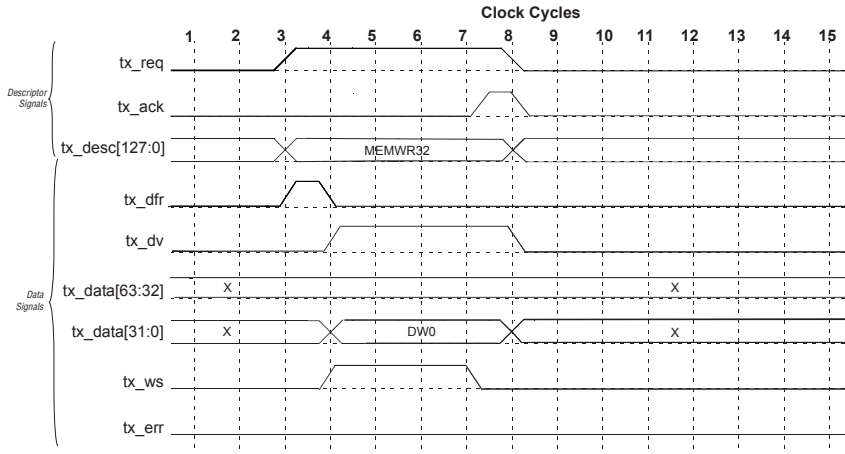 Clock Cycles
1 2 3 4 5 6 7 8 9 10 11 12 13 14 15
Descriptor
Signals
tx_req
tx_ack
tx_desc[127:0] MEMWR32
Data
Signals
tx_dfr
tx_dv
tx_data[63:32] X X
tx_data[31:0] X DW0 X
tx_ws
tx_err